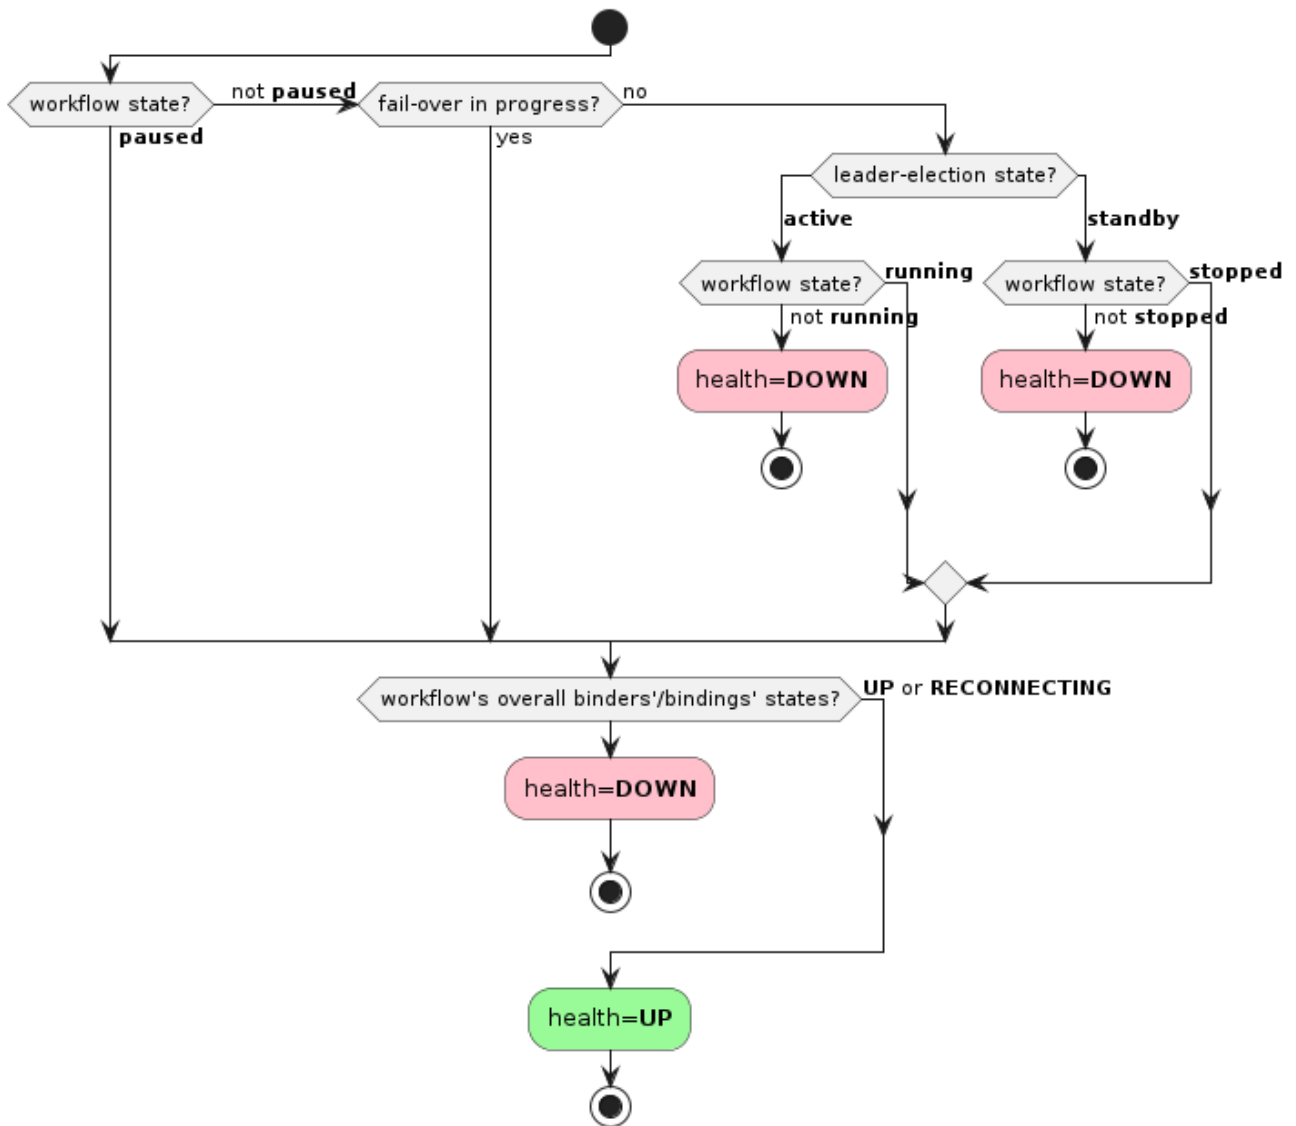 workflow state?
not paused
fail-over in progress?
no
paused
yes
leader-election state?
active
standby
workflow state?
running
workflow state?
stopped
not running
not stopped
health=DOWN
health=DOWN
workflow's overall binders'/bindings' states?
UP or RECONNECTING
health=DOWN
health=UP